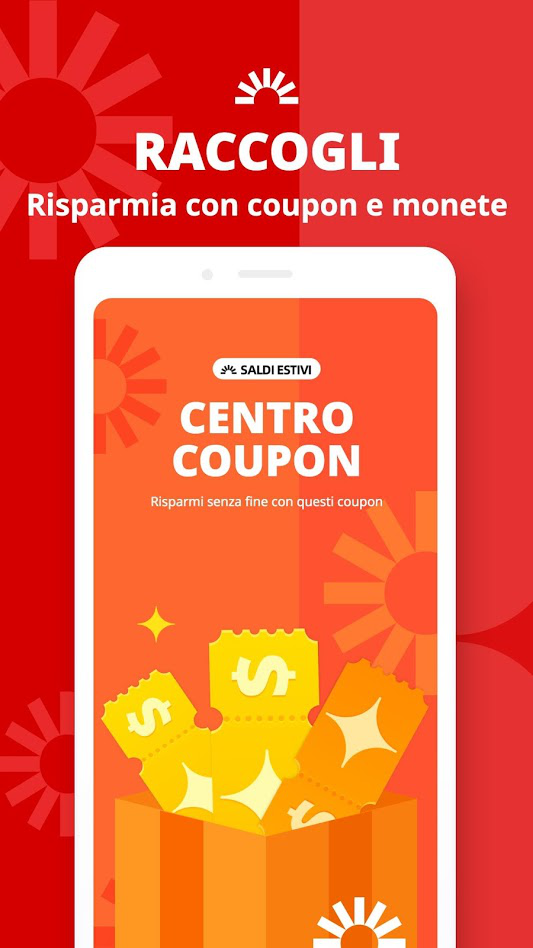 RACCOGLI
Risparmia con coupon e monete
SALDI ESTIVI
CENTRO
COUPON
Risparmi senza fine con questi coupon
$
$
$